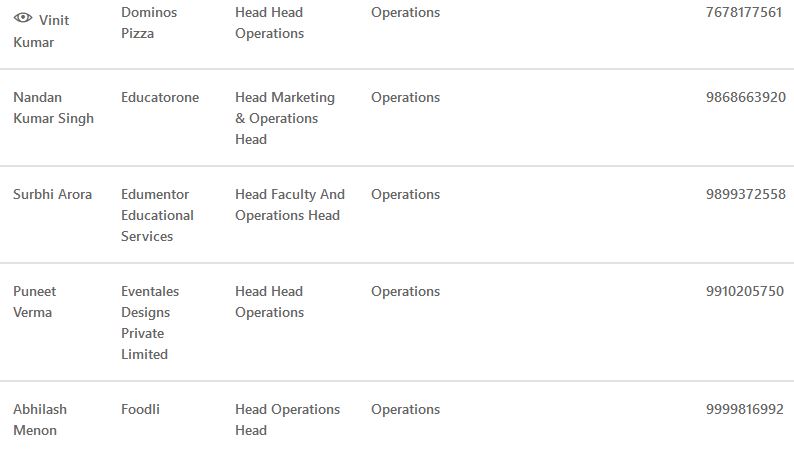 Vinit Kumar Dominos Pizza Head Head Operations Operations 7678177561
Nandan Kumar Singh Educatorone Head Marketing & Operations Head Operations 9868663920
Surbhi Arora Edumentor Educational Services Head Faculty And Operations Head Operations 9899372558
Puneet Verma Eventales Designs Private Limited Head Head Operations Operations 9910205750
Abhilash Menon Foodli Head Operations Head Operations 9999816992